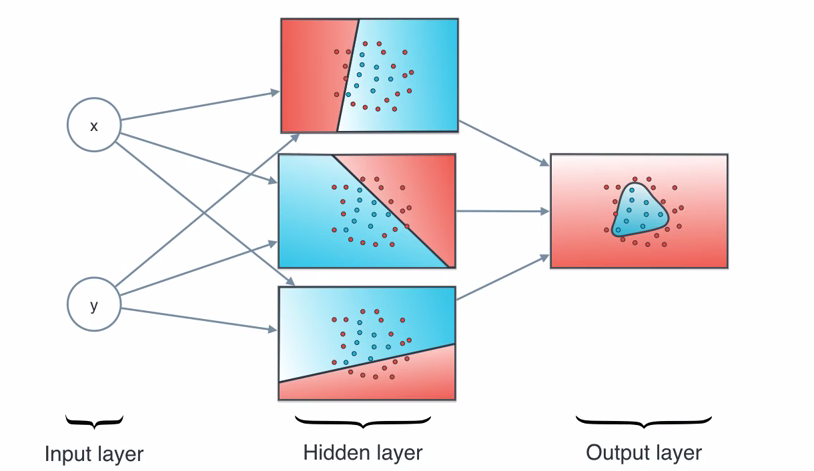 x
y
Input layer
Hidden layer
Output layer